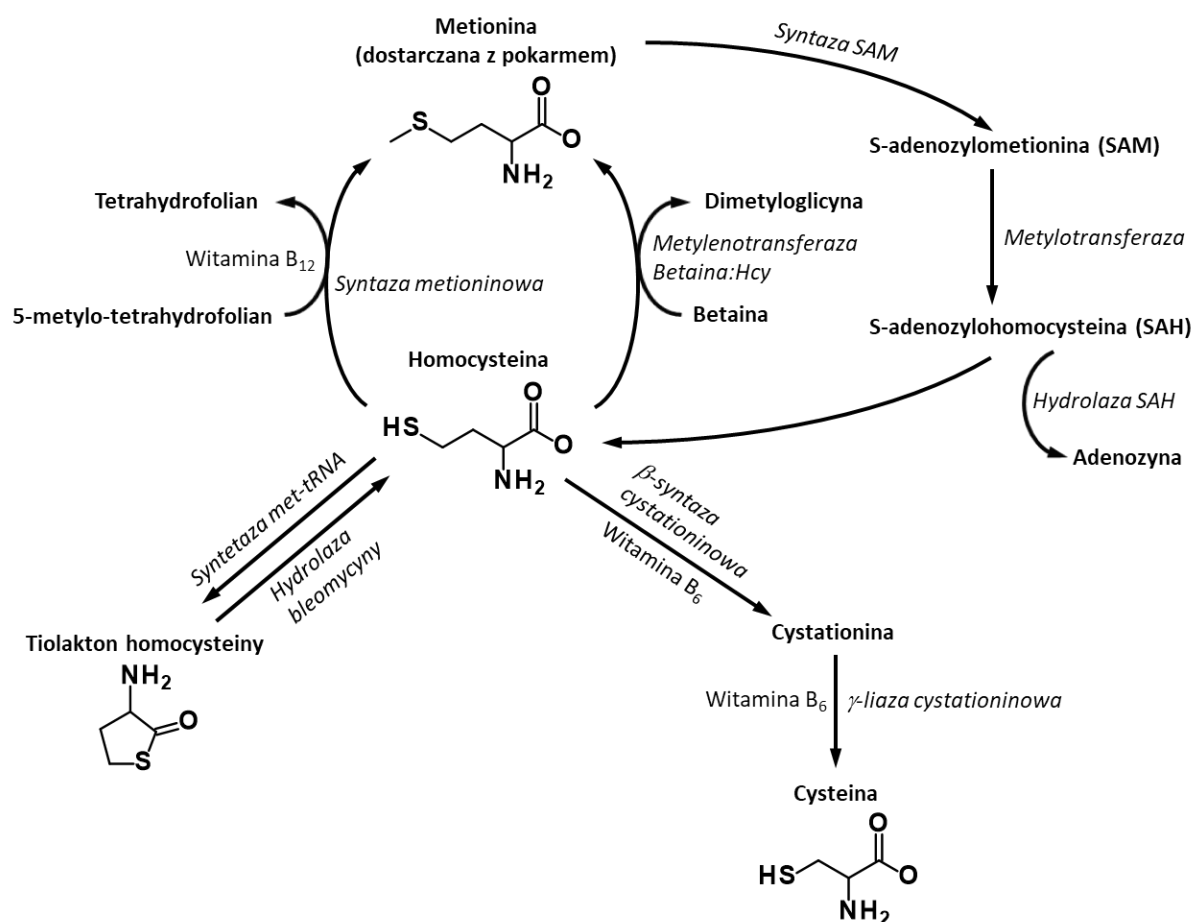 Metionina
(dostarczana z pokarmem)
Syntaza SAM
O
S
O
NH2
S-adenozylometionina (SAM)
Tetrahydrofolian
Dimetyloglicyna
Witamina B12
Metylenotransferaza
Betaina:Hcy
Metylotransferaza
Syntaza metioninowa
5-metylo-tetrahydrofolian
Betaina
S-adenozylohomocysteina (SAH)
Homocysteina
O
HS
O
NH2
Hydrolaza SAH
Adenozyna
Syntetaza met-tRNA
Hydrolaza
bleomycyny
β-syntaza
cystationinowa
Witamina B6
Tiolakton homocysteiny
NH2
O
S
Cystationina
Witamina B6
γ-liaza cystationinowa
Cysteina
O
HS
O
NH2